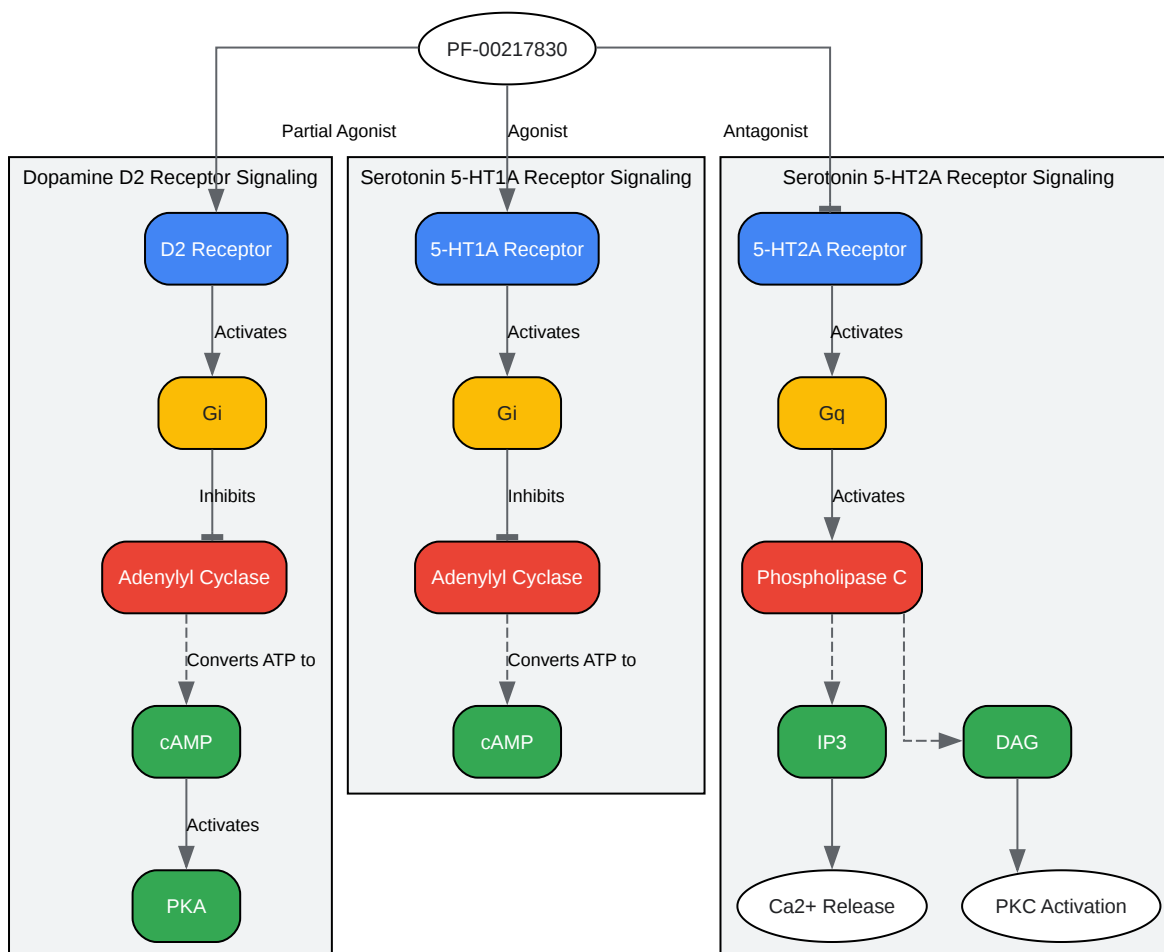 PF-00217830
Partial Agonist
Agonist
Antagonist
Dopamine D2 Receptor Signaling
Serotonin 5-HT1A Receptor Signaling
Serotonin 5-HT2A Receptor Signaling
D2 Receptor
5-HT1A Receptor
5-HT2A Receptor
Activates
Activates
Activates
Gi
Gi
Gq
Inhibits
Inhibits
Activates
Adenylyl Cyclase
Adenylyl Cyclase
Phospholipase C
Converts ATP to
Converts ATP to
cAMP
cAMP
IP3
DAG
Activates
PKA
Ca2+ Release
PKC Activation